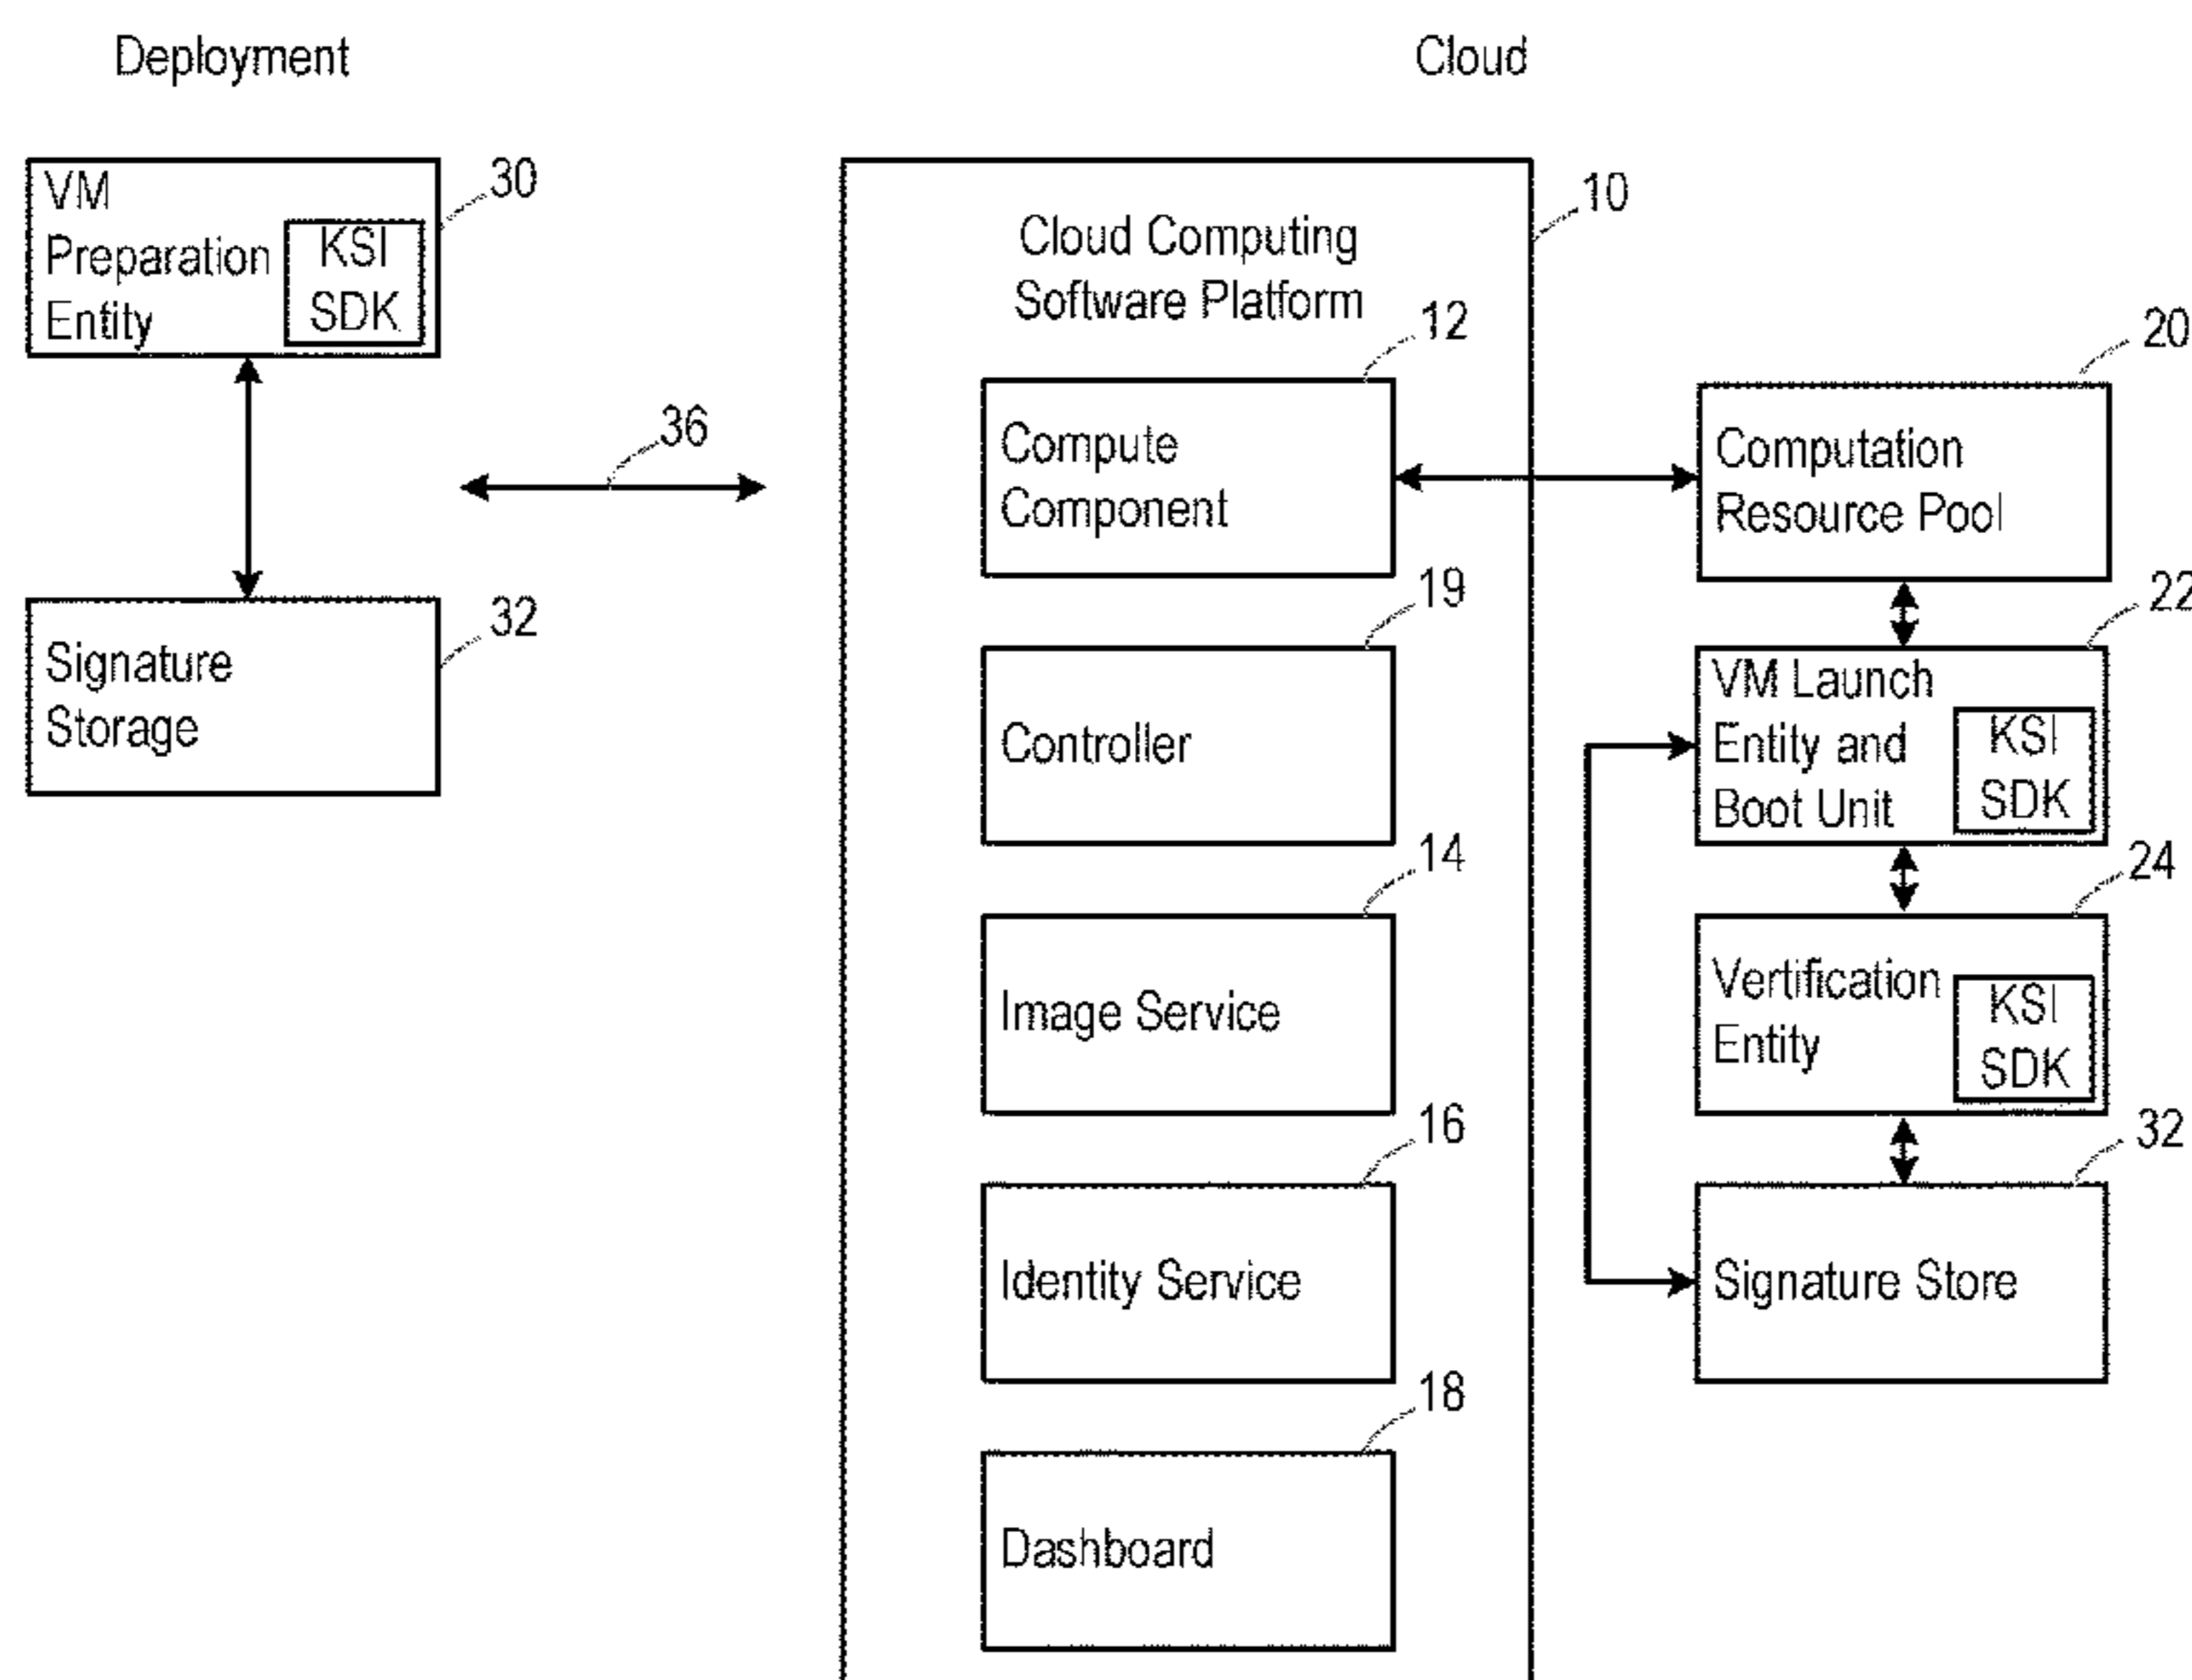 Deployment
Cloud
VM
Preparation
Entity
KSI
SDK
30
36
Signature
Storage
32
10
Cloud Computing
Software Platform
12
Compute
Component
19
Controller
14
Image Service
16
Identity Service
18
Dashboard
20
Computation
Resource Pool
22
VM Launch
Entity and
Boot Unit
KSI
SDK
24
Vertification
Entity
KSI
SDK
32
Signature Store